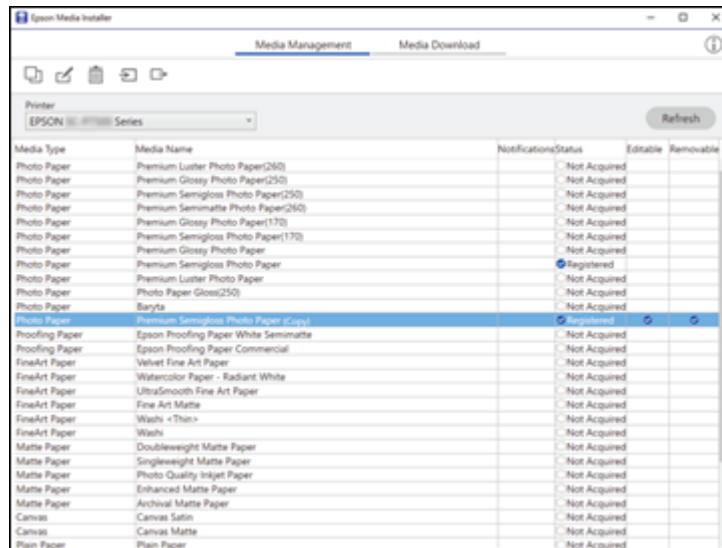 Epson Media Installer
Media Management Media Download
Printer
EPSON Series
Refresh
Media Type Media Name Notifications Status Editable Removable
Photo Paper Premium Luster Photo Paper(260) Not Acquired
Photo Paper Premium Glossy Photo Paper(250) Not Acquired
Photo Paper Premium Semigloss Photo Paper(250) Not Acquired
Photo Paper Premium Semimatte Photo Paper(260) Not Acquired
Photo Paper Premium Glossy Photo Paper(170) Not Acquired
Photo Paper Premium Semigloss Photo Paper(170) Not Acquired
Photo Paper Premium Glossy Photo Paper Not Acquired
Photo Paper Premium Semigloss Photo Paper Registered
Photo Paper Premium Luster Photo Paper Not Acquired
Photo Paper Photo Paper Gloss(250) Not Acquired
Photo Paper Baryta Not Acquired
Photo Paper Premium Semigloss Photo Paper (Copy) Registered
Proofing Paper Epson Proofing Paper White Semimatte Not Acquired
Proofing Paper Epson Proofing Paper Commercial Not Acquired
FineArt Paper Velvet Fine Art Paper Not Acquired
FineArt Paper Watercolor Paper - Radiant White Not Acquired
FineArt Paper UltraSmooth Fine Art Paper Not Acquired
FineArt Paper Fine Art Matte Not Acquired
FineArt Paper Washi <Thin> Not Acquired
FineArt Paper Washi Not Acquired
Matte Paper Doubleweight Matte Paper Not Acquired
Matte Paper Singleweight Matte Paper Not Acquired
Matte Paper Photo Quality Inkjet Paper Not Acquired
Matte Paper Enhanced Matte Paper Not Acquired
Matte Paper Archival Matte Paper Not Acquired
Canvas Canvas Satin Not Acquired
Canvas Canvas Matte Not Acquired
Plain Paper Plain Paper Not Acquired